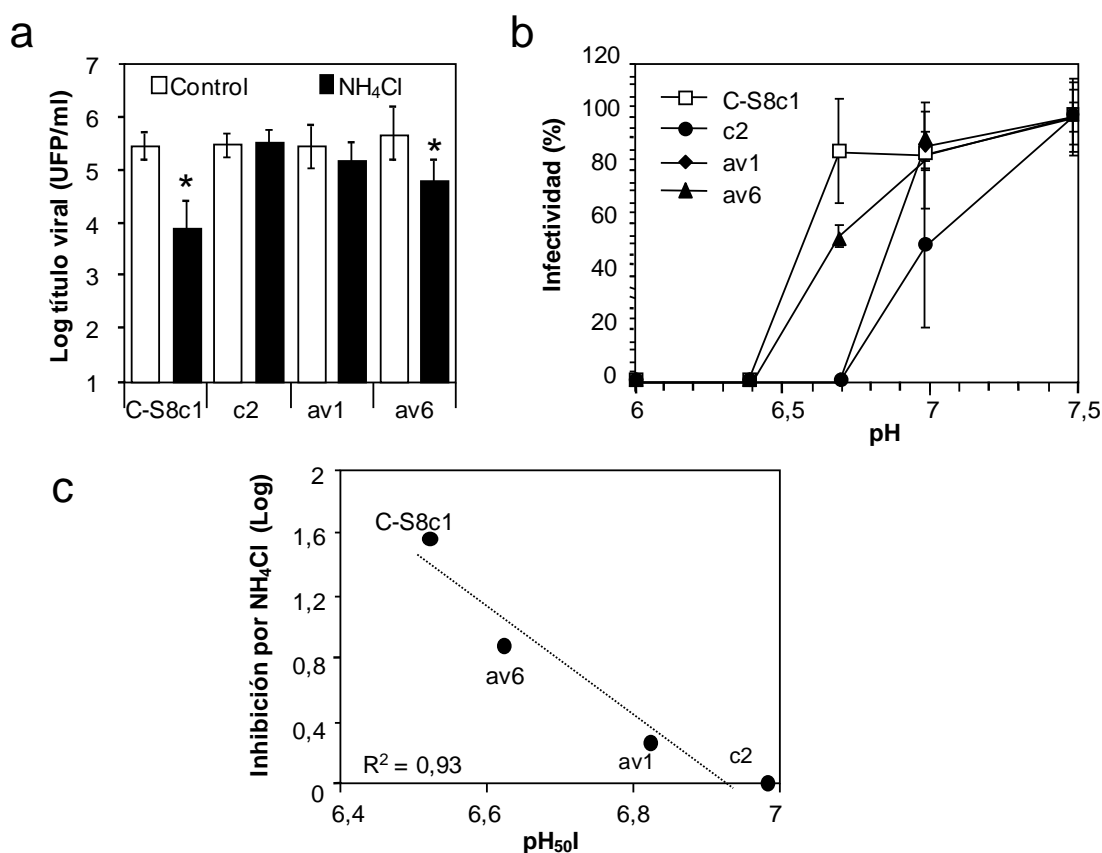 a
Log título viral (UFP/ml)
7
6
5
4
3
2
1
Control
NH₄Cl
*
*
C-S8c1
c2
av1
av6
b
Infectividad (%)
120
100
80
60
40
20
0
C-S8c1
c2
av1
av6
6
6,5
7
7,5
pH
c
Inhibición por NH₄Cl (Log)
2
1,6
1,2
0,8
0,4
0
C-S8c1
av6
av1
c2
R² = 0,93
6,4
6,6
6,8
7
pH₅₀I